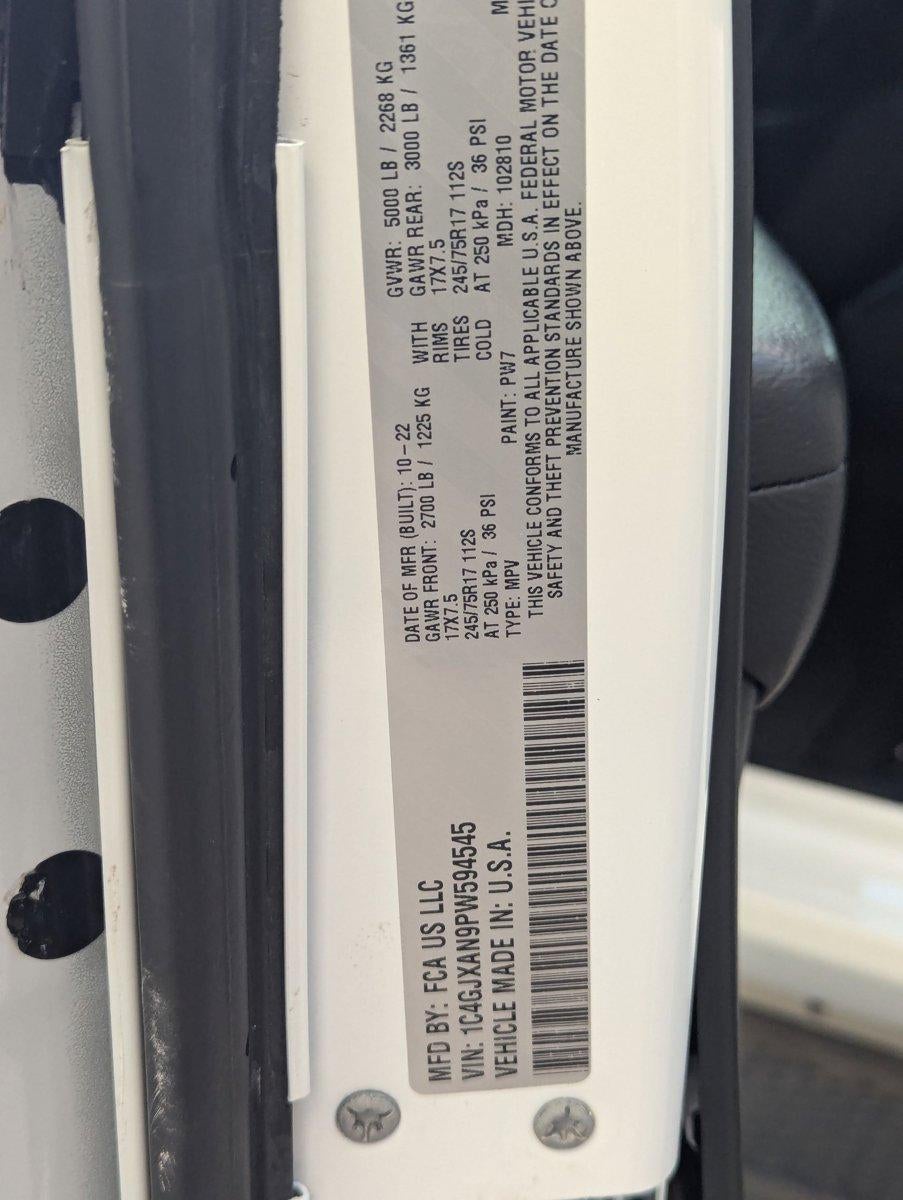 MFD BY: FCA US LLC
VIN: 1C4GJXAN9PW594545
VEHICLE MADE IN: U.S.A.
DATE OF MFR (BUILT): 10-22 GVWR: 5000 LB / 2268 KG
GAWR FRONT: 2700 LB / 1225 KG WITH GAWR REAR: 3000 LB / 1361 KG
17X7.5 RIMS 17X7.5
245/75R17 112S TIRES 245/75R17 112S
AT 250 kPa / 36 PSI COLD AT 250 kPa / 36 PSI
TYPE: MPV PAINT: PW7 MDH: 102810
THIS VEHICLE CONFORMS TO ALL APPLICABLE U.S.A. FEDERAL MOTOR
SAFETY AND THEFT PREVENTION STANDARDS IN EFFECT ON THE DATE
MANUFACTURE SHOWN ABOVE.